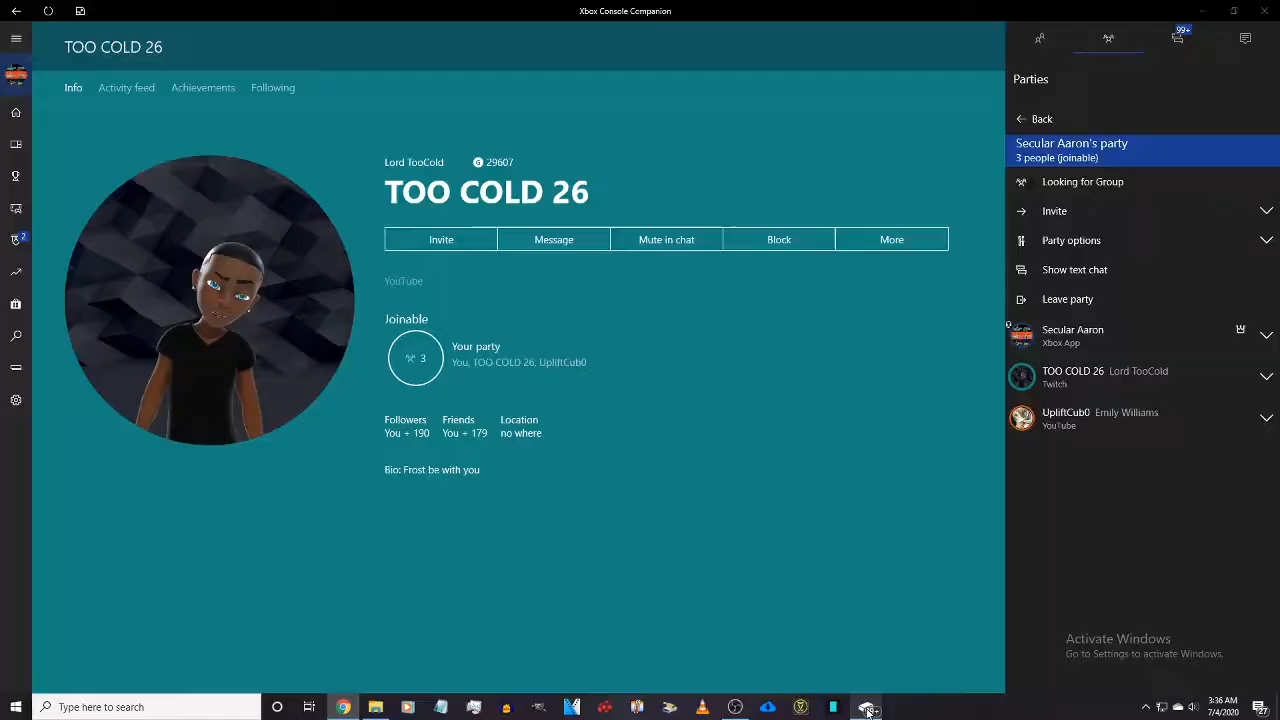 Xbox Console Companion
TOO COLD 26
Info Activity feed Achievements Following
Lord TooCold G 29607
TOO COLD 26
Invite Message Mute in chat Block More
YouTube
Joinable
3
Your party
You, TOO COLD 26, UpliftCub0
Followers Friends Location
You + 190 You + 179 no where
Bio: Frost be with you
2
99+
Parties
Back
Secular Aaron's party
3 people (joinable)
Looking for Group
Invite
Party options
Show text chat
Leave party
Secular Aaron
Xbox App
TOO COLD 26 Lord TooCold
Twitch
UpliftCub0 Emily Williams
YouTube
Activate Windows
Go to Settings to activate Windows.
Type here to search
3:36 AM
7/4/2020